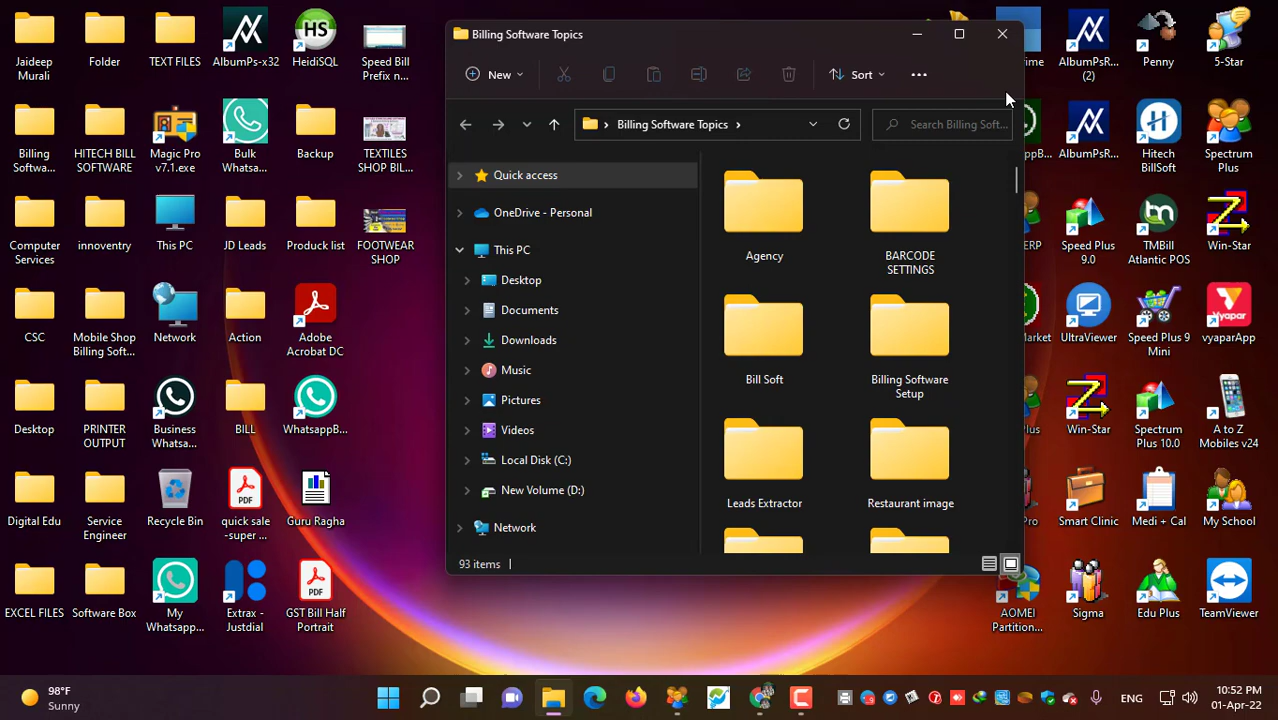 Jaideep
Murali
Folder
TEXT FILES
AlbumPs-x32
HS
HeidiSQL
Speed Bill
Prefix n...
Billing
Softwa...
HITECH BILL
SOFTWARE
Magic Pro
v7.1.exe
Bulk
Whatsa...
Backup
TEXTILES
SHOP BIL...
Computer
Services
innoventry
This PC
JD Leads
Produck list
FOOTWEAR
SHOP
CSC
Mobile Shop
Billing Soft...
Network
Action
Adobe
Acrobat DC
Desktop
PRINTER
OUTPUT
Business
Whatsa...
BILL
WhatsappB...
Digital Edu
Service
Engineer
Recycle Bin
PDF
quick sale
-super ...
Guru Ragha
EXCEL FILES
Software Box
My
Whatsapp...
Extrax -
Justdial
PDF
GST Bill Half
Portrait
Billing Software Topics
New
Sort
Billing Software Topics
Search Billing Soft...
Quick access
OneDrive - Personal
This PC
Desktop
Documents
Downloads
Music
Pictures
Videos
Local Disk (C:)
New Volume (D:)
Network
Agency
BARCODE
SETTINGS
Bill Soft
Billing Software
Setup
Leads Extractor
Restaurant image
93 items
AlbumPsR...
(2)
Penny
5-Star
AlbumPsR...
Hitech
BillSoft
Spectrum
Plus
Speed Plus
9.0
TMBill
Atlantic POS
Win-Star
UltraViewer
Speed Plus 9
Mini
vyaparApp
Win-Star
Spectrum
Plus 10.0
A to Z
Mobiles v24
Smart Clinic
Medi + Cal
My School
AOMEI
Partition...
Sigma
Edu Plus
TeamViewer
98°F
Sunny
ENG
10:52 PM
01-Apr-22